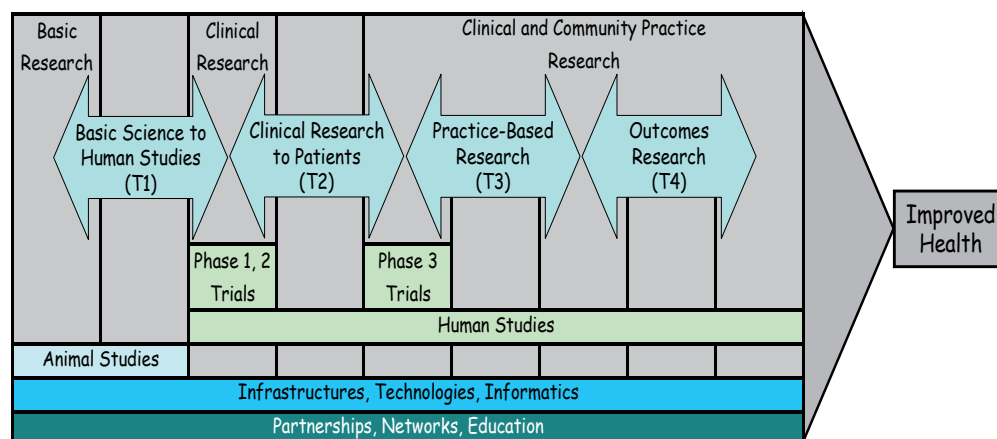 Basic
Research
Clinical
Research
Clinical and Community Practice
Research
Basic Science to
Human Studies
(T1)
Clinical Research
to Patients
(T2)
Practice-Based
Research
(T3)
Outcomes
Research
(T4)
Improved
Health
Phase 1, 2
Trials
Phase 3
Trials
Human Studies
Animal Studies
Infrastructures, Technologies, Informatics
Partnerships, Networks, Education